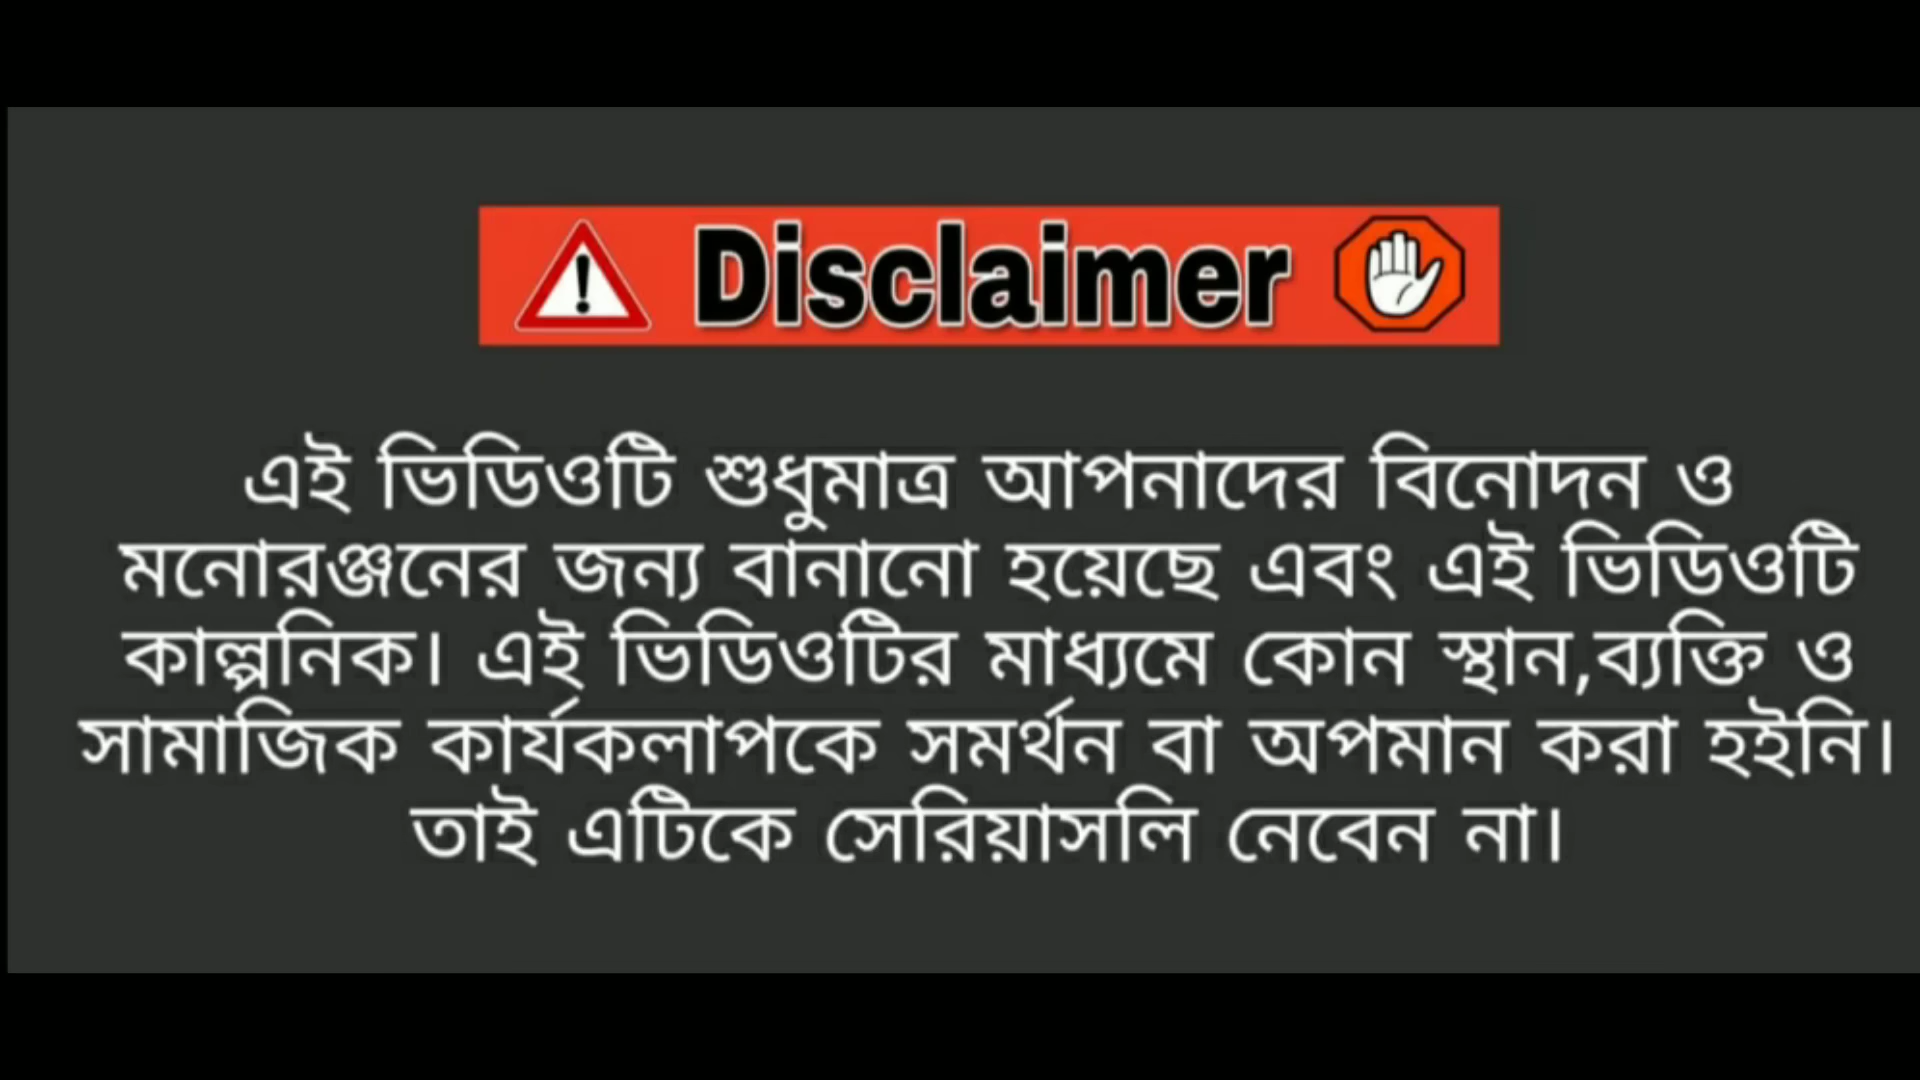 Disclaimer
এই ভিডিওটি শুধুমাত্র আপনাদের বিনোদন ও
মনোরঞ্জনের জন্য বানানো হয়েছে এবং এই ভিডিওটি
কাল্পনিক। এই ভিডিওটির মাধ্যমে কোন স্থান,ব্যক্তি ও
সামাজিক কার্যকলাপকে সমর্থন বা অপমান করা হইনি।
তাই এটিকে সেরিয়াসলি নেবেন না।